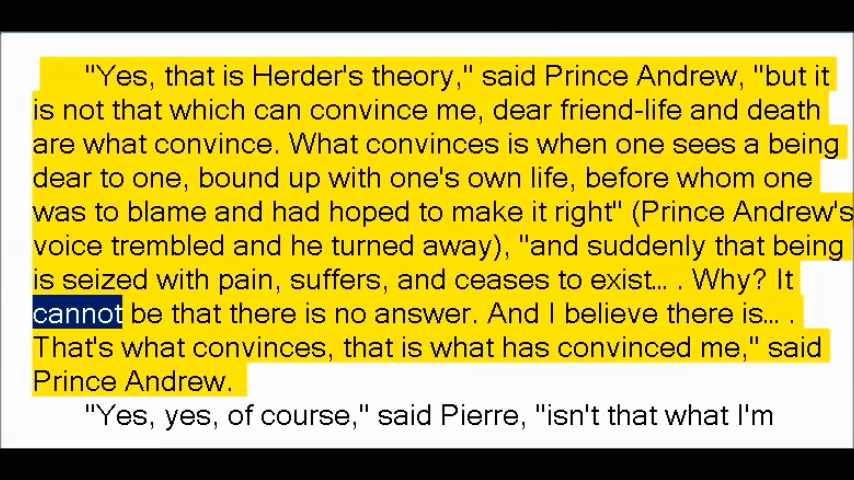 "Yes, that is Herder's theory," said Prince Andrew, "but it
is not that which can convince me, dear friend-life and death
are what convince. What convinces is when one sees a being
dear to one, bound up with one's own life, before whom one
was to blame and had hoped to make it right" (Prince Andrew's
voice trembled and he turned away), "and suddenly that being
is seized with pain, suffers, and ceases to exist... . Why? It
cannot be that there is no answer. And I believe there is... .
That's what convinces, that is what has convinced me," said
Prince Andrew.
"Yes, yes, of course," said Pierre, "isn't that what I'm